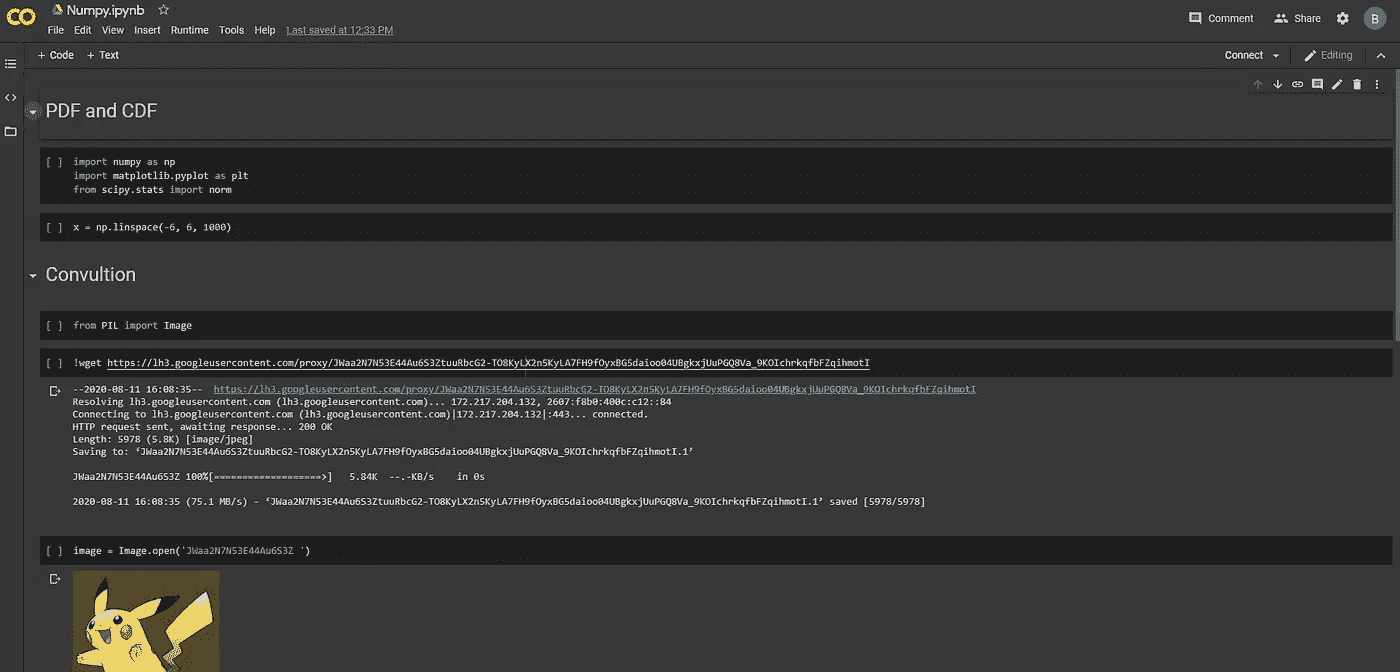 CO Numpy.ipynb
File Edit View Insert Runtime Tools Help Last saved at 12:33 PM
Comment Share B
+ Code + Text
Connect Editing
PDF and CDF
[ ] import numpy as np
import matplotlib.pyplot as plt
from scipy.stats import norm
[ ] x = np.linspace(-6, 6, 1000)
Convultion
[ ] from PIL import Image
[ ] !wget https://lh3.googleusercontent.com/proxy/JWaa2N7N53E44Au6S3ZtuuRbcG2-TO8KyLX2n5KyLA7FH9fOyxBG5daioo04UBgkxjUuPGQ8Va_9KOIchrkqfbFZqihmotI
--2020-08-11 16:08:35-- https://lh3.googleusercontent.com/proxy/JWaa2N7N53E44Au6S3ZtuuRbcG2-TO8KyLX2n5KyLA7FH9fOyxBG5daioo04UBgkxjUuPGQ8Va_9KOIchrkqfbFZqihmotI
Resolving lh3.googleusercontent.com (lh3.googleusercontent.com)... 172.217.204.132, 2607:f8b0:400c:c12::84
Connecting to lh3.googleusercontent.com (lh3.googleusercontent.com)|172.217.204.132|:443... connected.
HTTP request sent, awaiting response... 200 OK
Length: 5978 (5.8K) [image/jpeg]
Saving to: ‘JWaa2N7N53E44Au6S3ZtuuRbcG2-TO8KyLX2n5KyLA7FH9fOyxBG5daioo04UBgkxjUuPGQ8Va_9KOIchrkqfbFZqihmotI.1’
JWaa2N7N53E44Au6S3Z 100%[===================>] 5.84K --.-KB/s in 0s
2020-08-11 16:08:35 (75.1 MB/s) - ‘JWaa2N7N53E44Au6S3ZtuuRbcG2-TO8KyLX2n5KyLA7FH9fOyxBG5daioo04UBgkxjUuPGQ8Va_9KOIchrkqfbFZqihmotI.1’ saved [5978/5978]
[ ] image = Image.open('JWaa2N7N53E44Au6S3Z ')